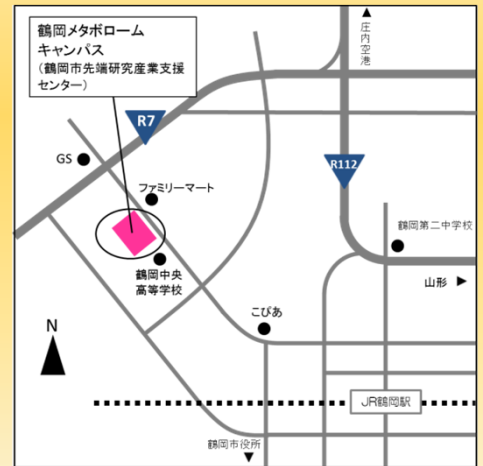 鶴岡メタボローム
キャンパス
（鶴岡市先端研究産業支援
センター）
庄内空港
R7
GS
R112
ファミリーマート
鶴岡第二中学校
鶴岡中央
高等学校
山形
こぴあ
N
JR鶴岡駅
鶴岡市役所